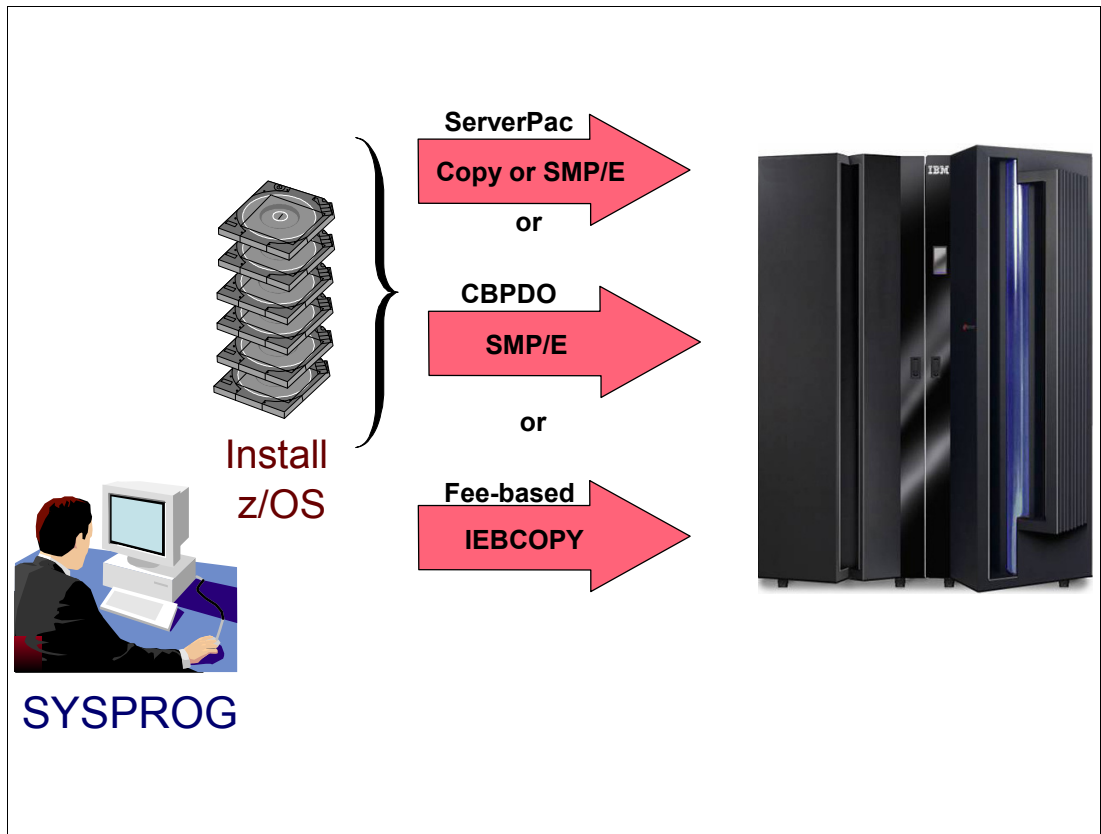 ServerPac
Copy or SMP/E
or
CBPDO
SMP/E
or
Fee-based
IEBCOPY
Install
z/OS
SYSPROG
IBM